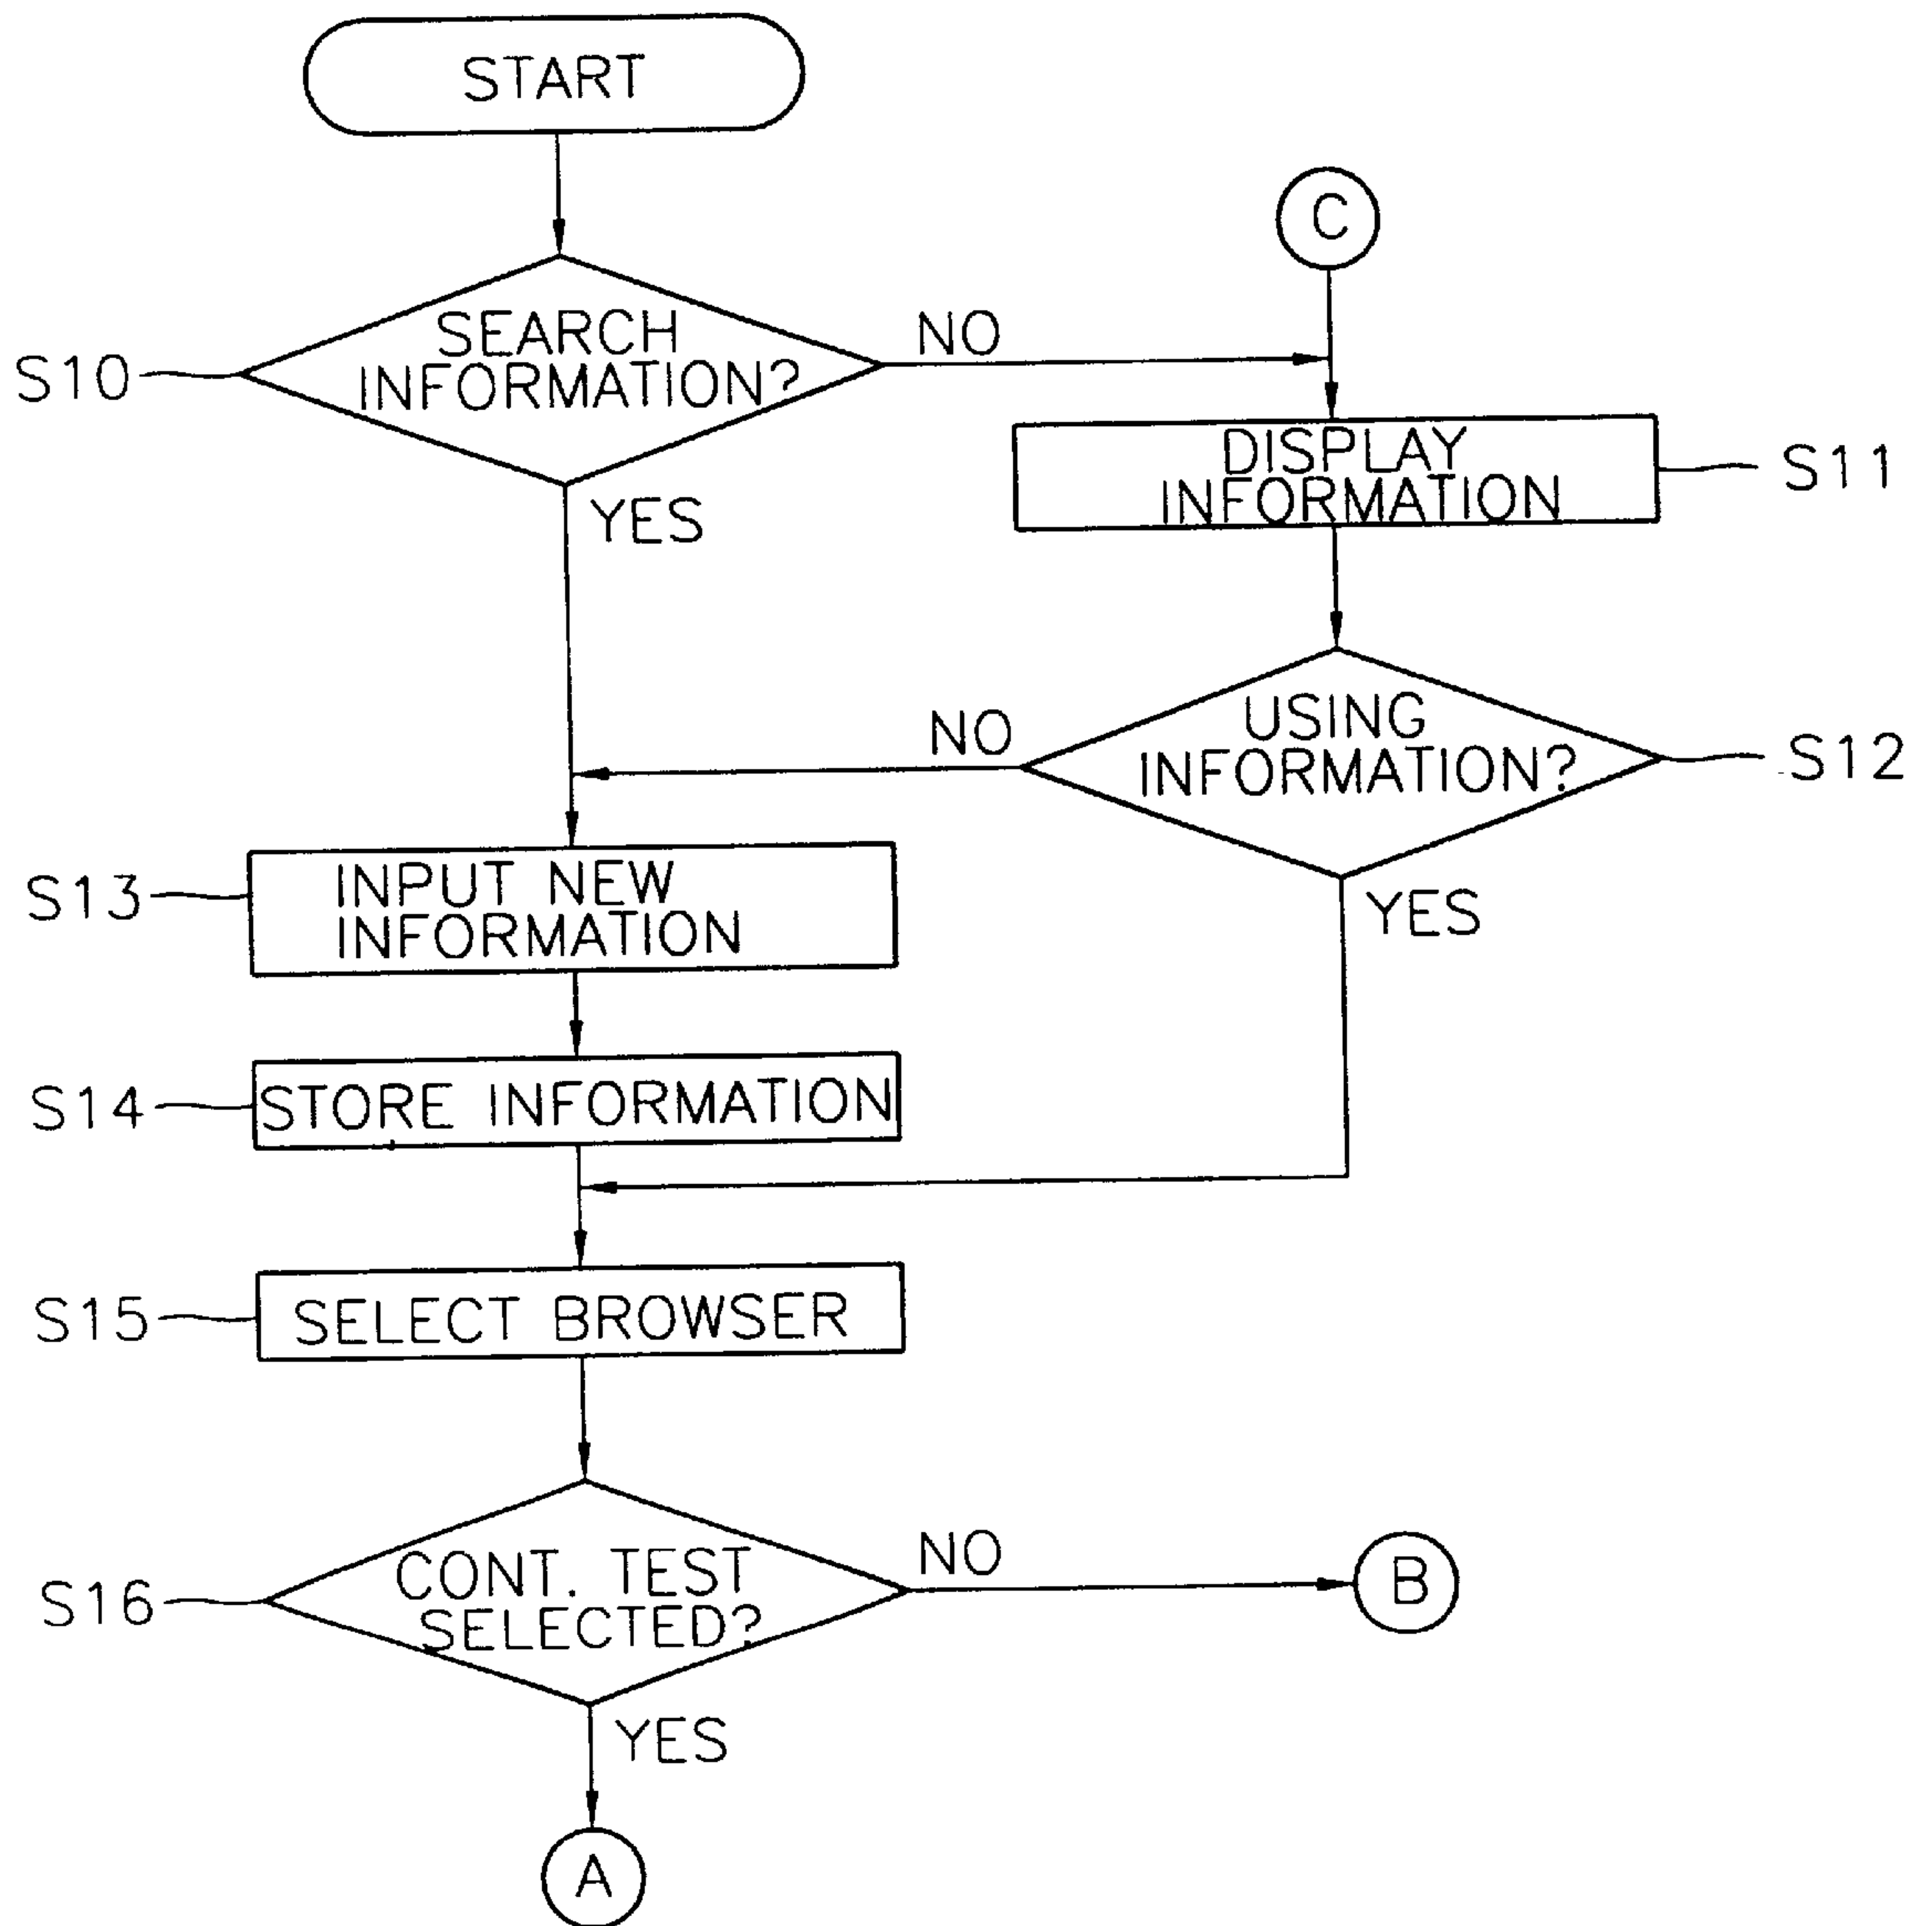 START
C
S10
SEARCH
INFORMATION?
NO
YES
DISPLAY
INFORMATION
S11
USING
INFORMATION?
S12
NO
YES
S13
INPUT NEW
INFORMATION
S14
STORE INFORMATION
S15
SELECT BROWSER
S16
CONT. TEST
SELECTED?
NO
B
YES
A